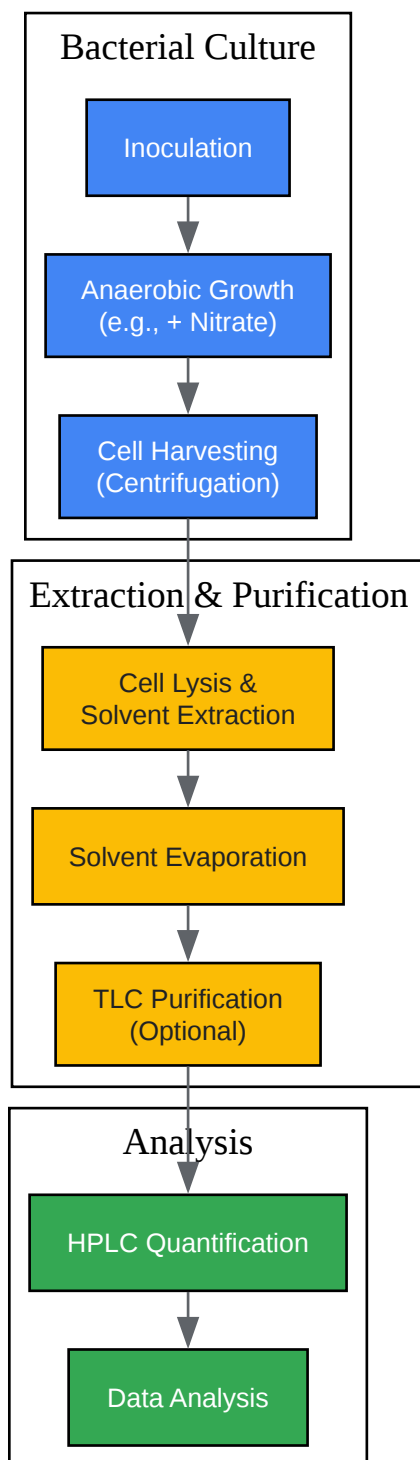 Bacterial Culture
Inoculation
Anaerobic Growth
(e.g., + Nitrate)
Cell Harvesting
(Centrifugation)
Extraction & Purification
Cell Lysis &
Solvent Extraction
Solvent Evaporation
TLC Purification
(Optional)
Analysis
HPLC Quantification
Data Analysis